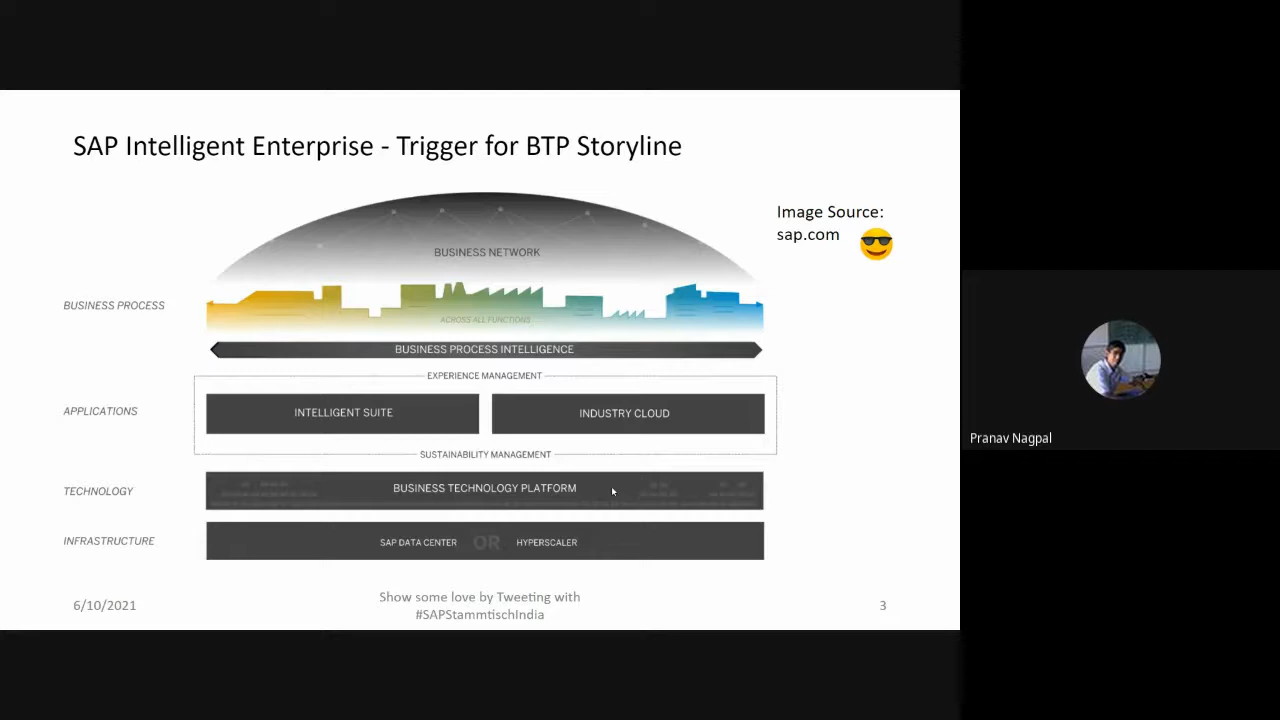 SAP Intelligent Enterprise - Trigger for BTP Storyline
Image Source:
sap.com
BUSINESS NETWORK
BUSINESS PROCESS
ACROSS ALL FUNCTIONS
BUSINESS PROCESS INTELLIGENCE
EXPERIENCE MANAGEMENT
APPLICATIONS
INTELLIGENT SUITE
INDUSTRY CLOUD
SUSTAINABILITY MANAGEMENT
TECHNOLOGY
BUSINESS TECHNOLOGY PLATFORM
INFRASTRUCTURE
SAP DATA CENTER OR HYPERSCALER
6/10/2021
Show some love by Tweeting with
#SAPStammtischIndia
3
Pranav Nagpal